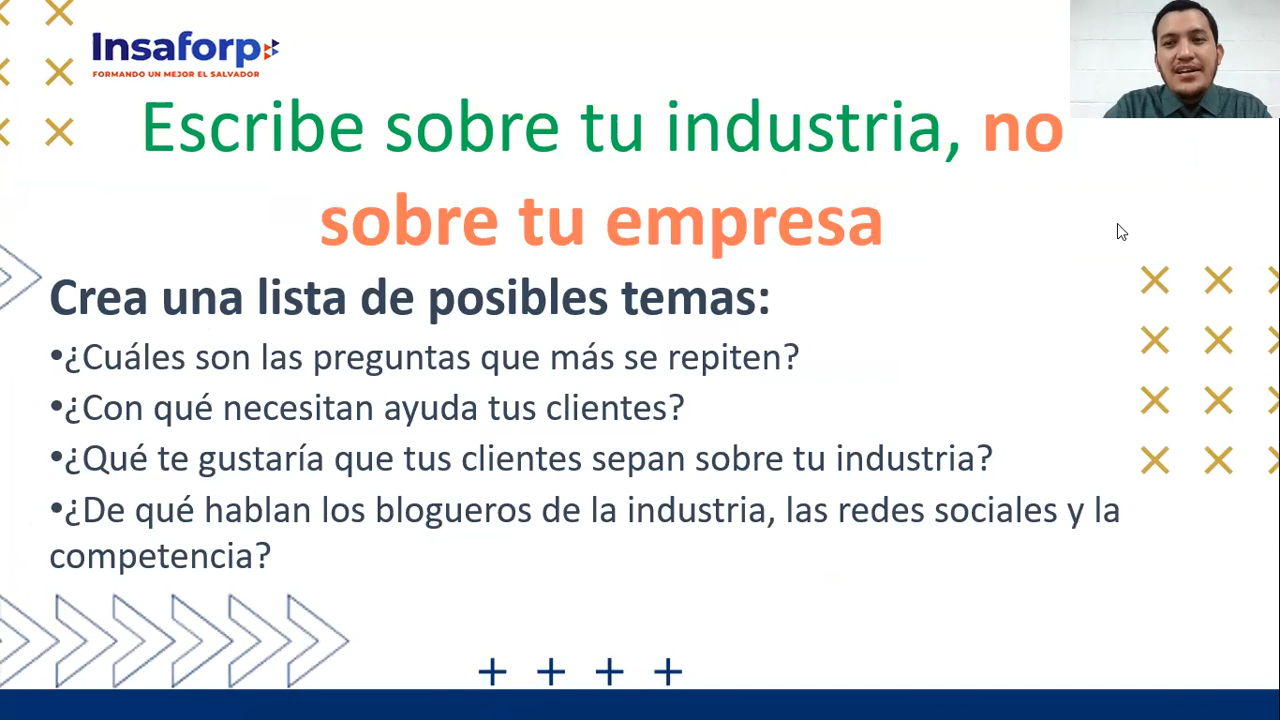 Insaforp
FORMANDO UN MEJOR EL SALVADOR
Escribe sobre tu industria, no
sobre tu empresa
Crea una lista de posibles temas:
•¿Cuáles son las preguntas que más se repiten?
•¿Con qué necesitan ayuda tus clientes?
•¿Qué te gustaría que tus clientes sepan sobre tu industria?
•¿De qué hablan los blogueros de la industria, las redes sociales y la
competencia?